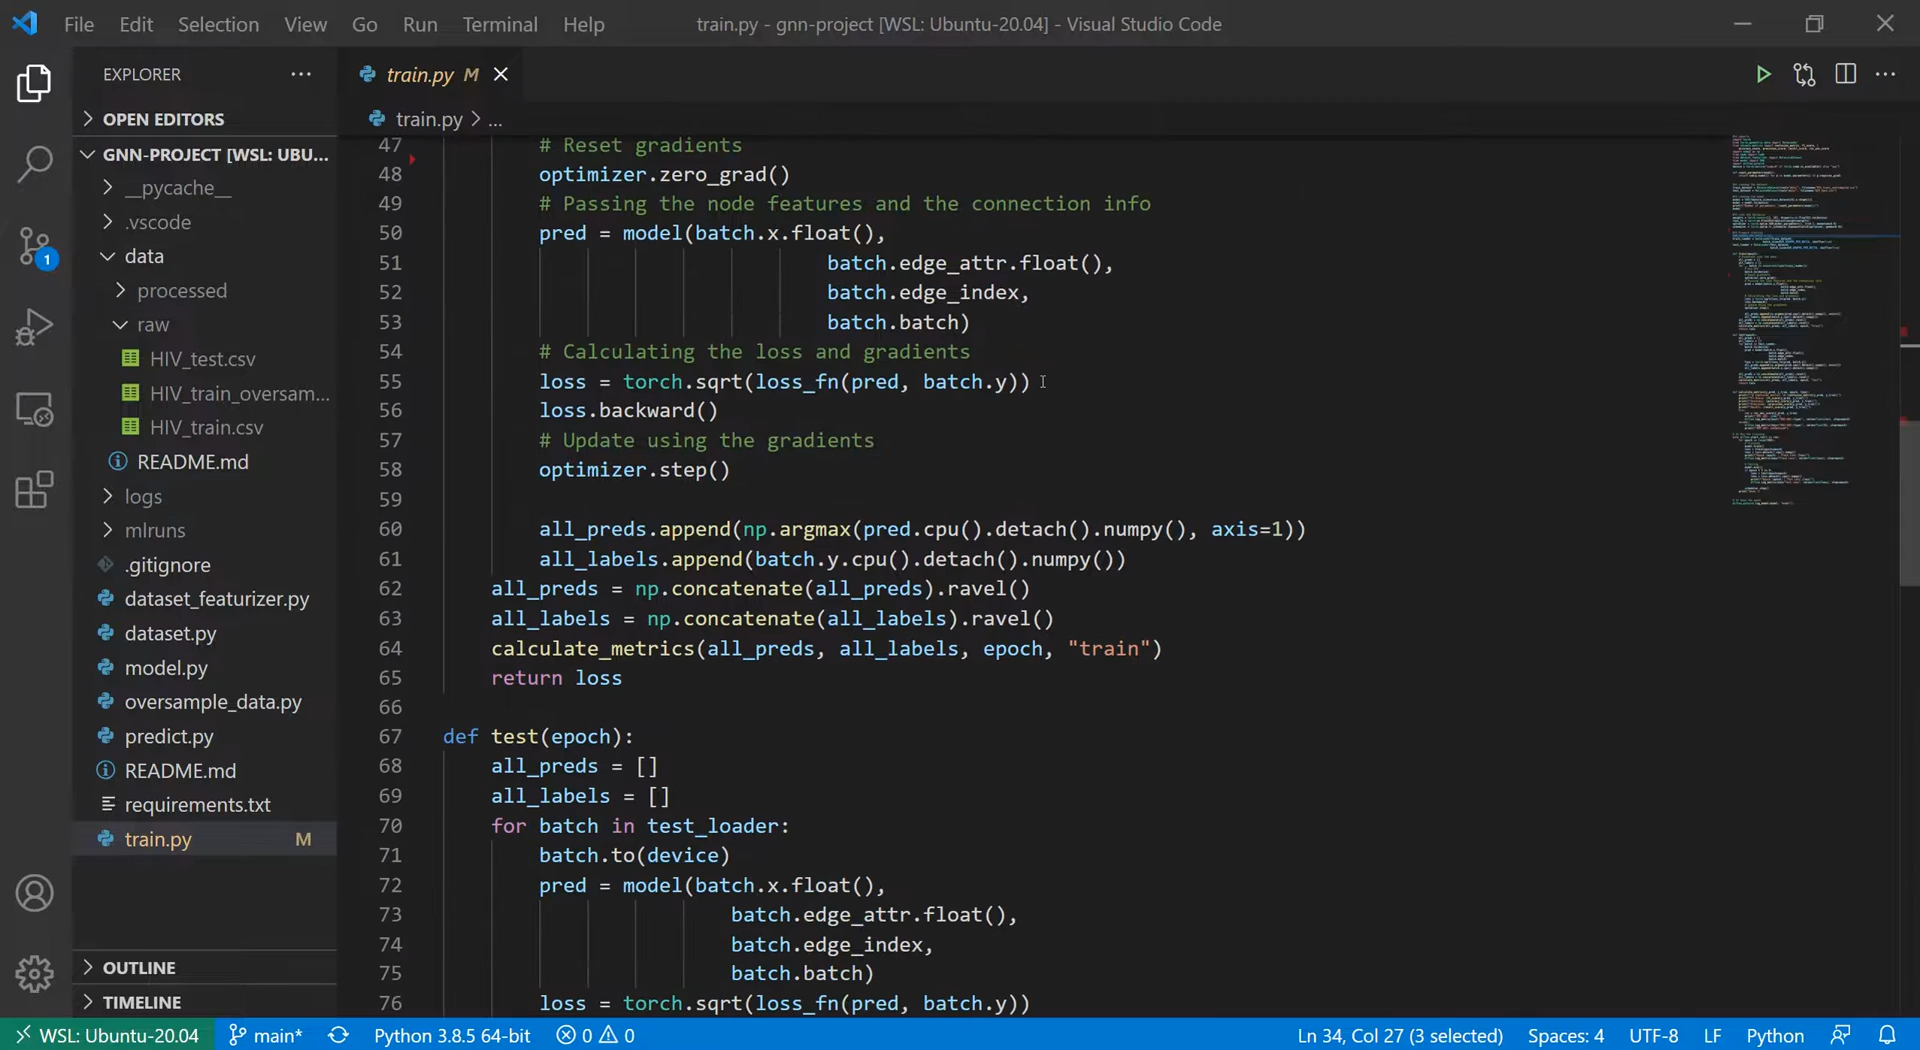 File Edit Selection View Go Run Terminal Help
train.py - gnn-project [WSL: Ubuntu-20.04] - Visual Studio Code
EXPLORER
OPEN EDITORS
GNN-PROJECT [WSL: UBU...
__pycache__
.vscode
data
processed
raw
HIV_test.csv
HIV_train_oversam...
HIV_train.csv
README.md
logs
mlruns
.gitignore
dataset_featurizer.py
dataset.py
model.py
oversample_data.py
predict.py
README.md
requirements.txt
train.py M
OUTLINE
TIMELINE
1
train.py M
train.py > ...
47 # Reset gradients
48 optimizer.zero_grad()
49 # Passing the node features and the connection info
50 pred = model(batch.x.float(),
51 batch.edge_attr.float(),
52 batch.edge_index,
53 batch.batch)
54 # Calculating the loss and gradients
55 loss = torch.sqrt(loss_fn(pred, batch.y))
56 loss.backward()
57 # Update using the gradients
58 optimizer.step()
59
60 all_preds.append(np.argmax(pred.cpu().detach().numpy(), axis=1))
61 all_labels.append(batch.y.cpu().detach().numpy())
62 all_preds = np.concatenate(all_preds).ravel()
63 all_labels = np.concatenate(all_labels).ravel()
64 calculate_metrics(all_preds, all_labels, epoch, "train")
65 return loss
66
67 def test(epoch):
68 all_preds = []
69 all_labels = []
70 for batch in test_loader:
71 batch.to(device)
72 pred = model(batch.x.float(),
73 batch.edge_attr.float(),
74 batch.edge_index,
75 batch.batch)
76 loss = torch.sqrt(loss_fn(pred, batch.y))
WSL: Ubuntu-20.04 main* Python 3.8.5 64-bit 0 0 Ln 34, Col 27 (3 selected) Spaces: 4 UTF-8 LF Python